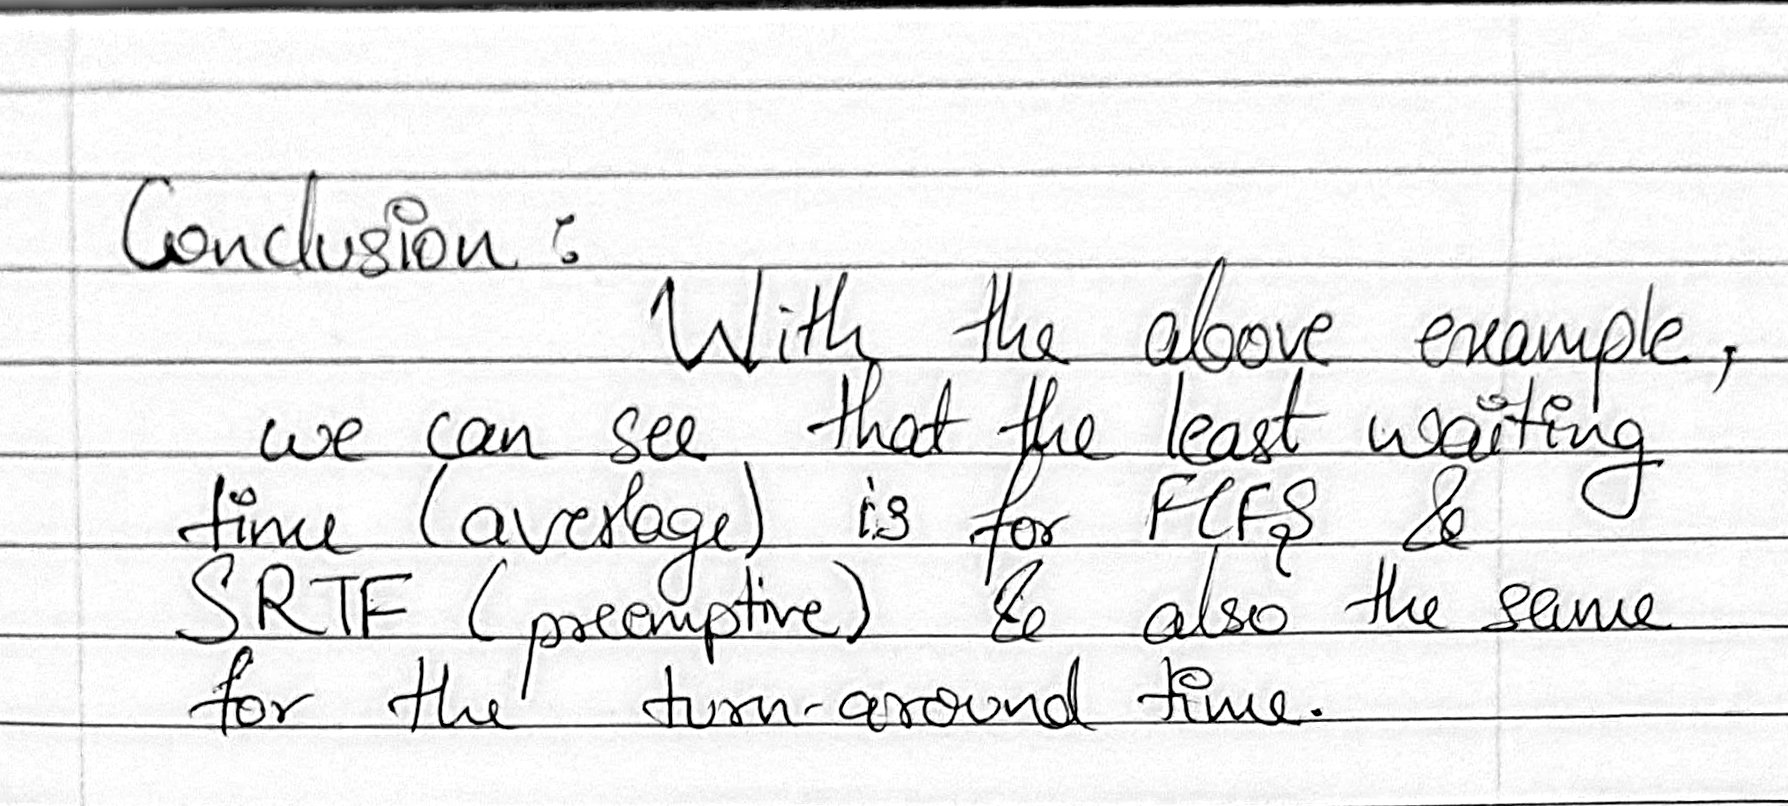 Conclusion :
With the above example,
we can see that the least waiting
time (average) is for FCFS &
SRTF (preemptive) & also the same
for the turn-around time.